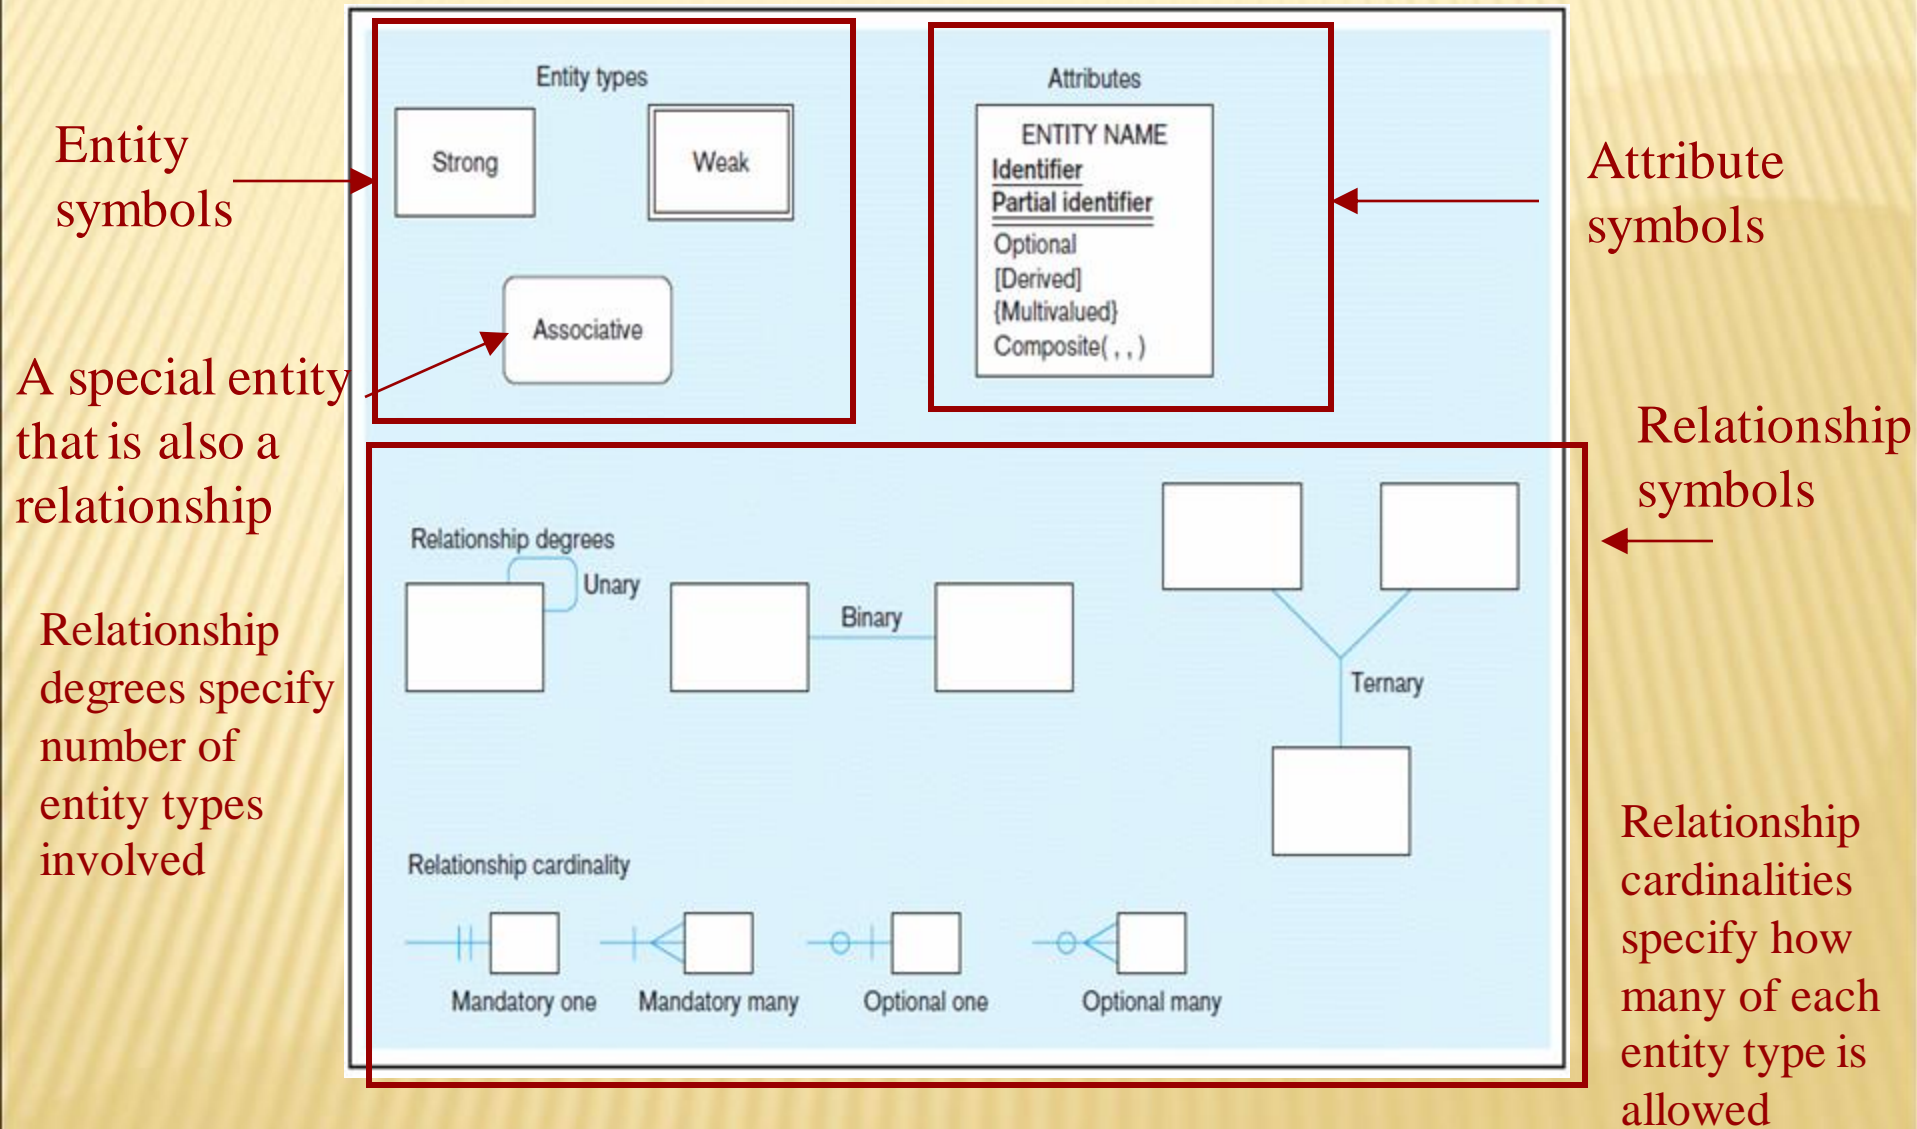 Entity
symbols
A special entity
that is also a
relationship
Relationship
degrees specify
number of
entity types
involved
Entity types
Strong
Weak
Associative
Attributes
ENTITY NAME
Identifier
Partial identifier
Optional
[Derived]
{Multivalued}
Composite( , , )
Attribute
symbols
Relationship
symbols
Relationship degrees
Unary
Binary
Ternary
Relationship cardinality
Mandatory one
Mandatory many
Optional one
Optional many
Relationship
cardinalities
specify how
many of each
entity type is
allowed